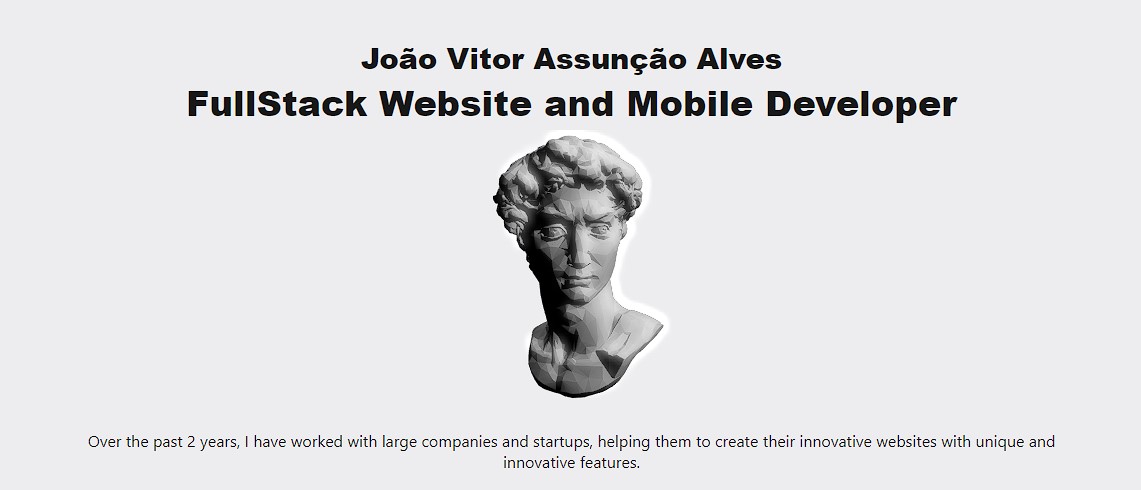 João Vitor Assunção Alves
FullStack Website and Mobile Developer
Over the past 2 years, I have worked with large companies and startups, helping them to create their innovative websites with unique and
innovative features.